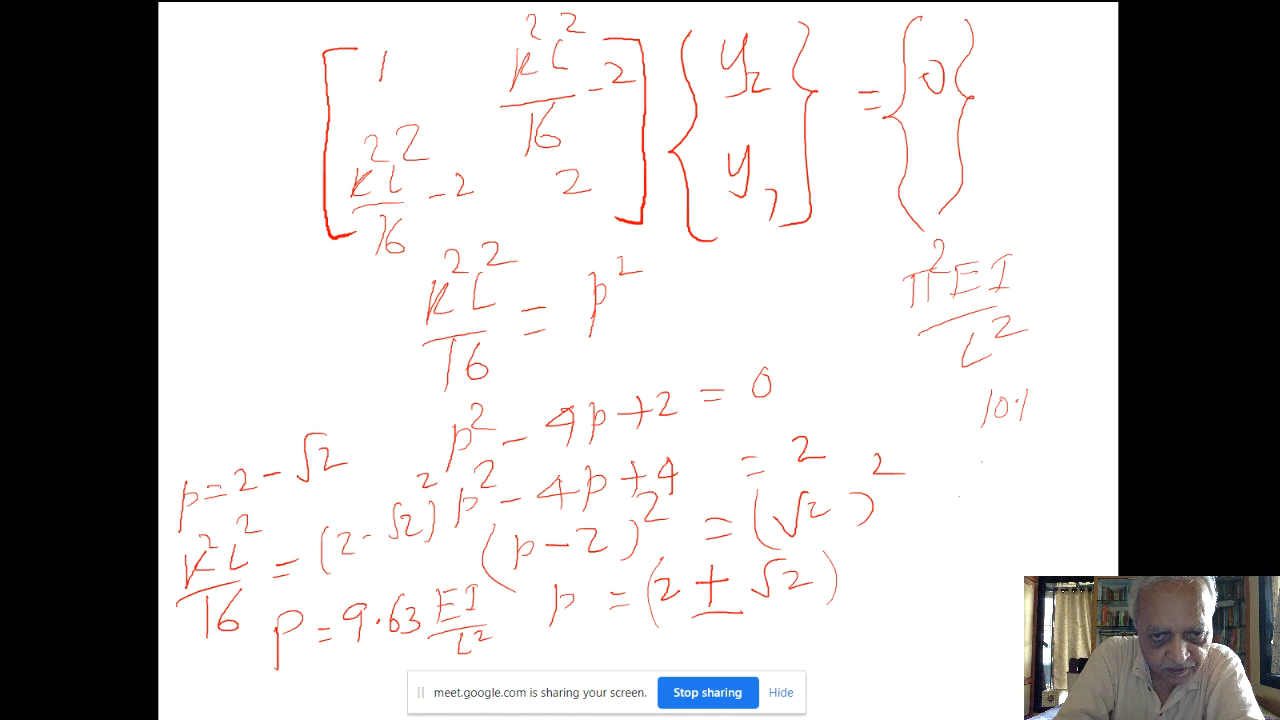 [ 1 k²L²/16 - 2 ] { y₂ } = { 0 }
[ k²L²/16 - 2 2 ] { y₁ }
k²L²/16 = p²
π²EI/L²
10%
p² - 4p + 2 = 0
p = 2 - √2
p² - 4p + 4 = 2
k²L²/16 = (2 - √2)²
(p - 2)² = (√2)²
p = (2 ± √2)
p = 9.63 EI/L²
meet.google.com is sharing your screen. Stop sharing Hide